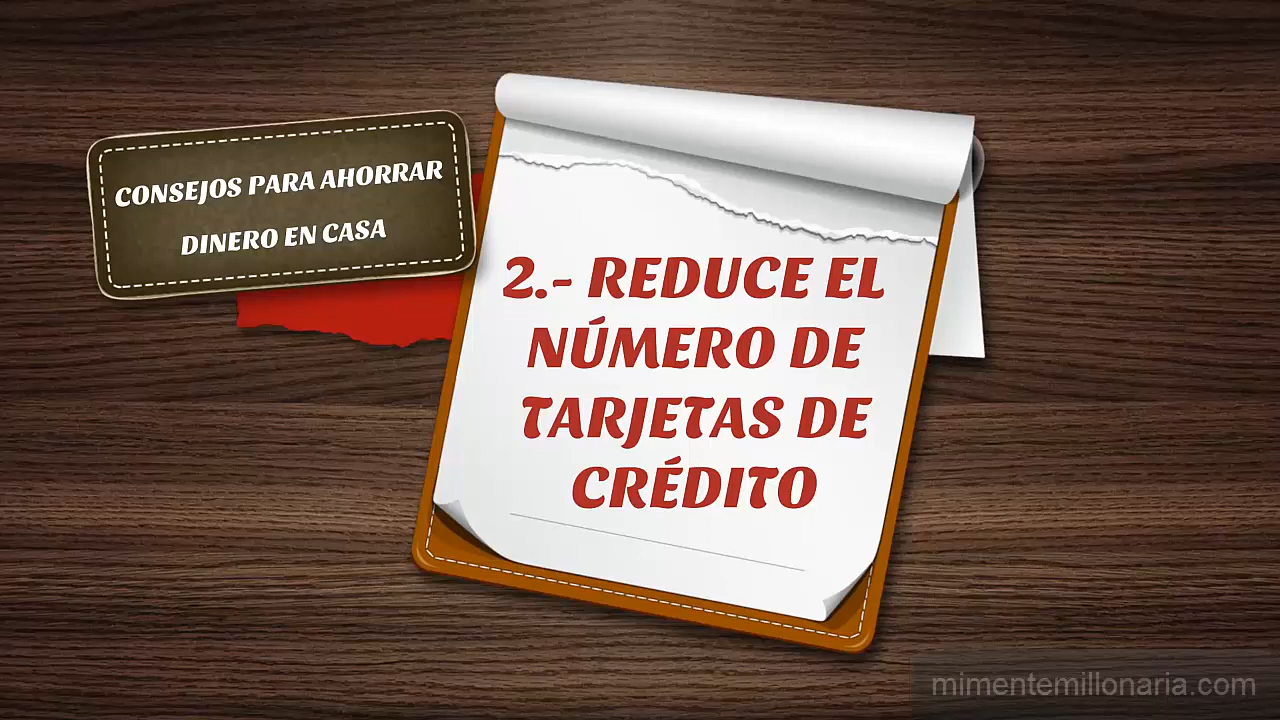 CONSEJOS PARA AHORRAR
DINERO EN CASA
2.- REDUCE EL
NÚMERO DE
TARJETAS DE
CRÉDITO
mimentemillonaria.com